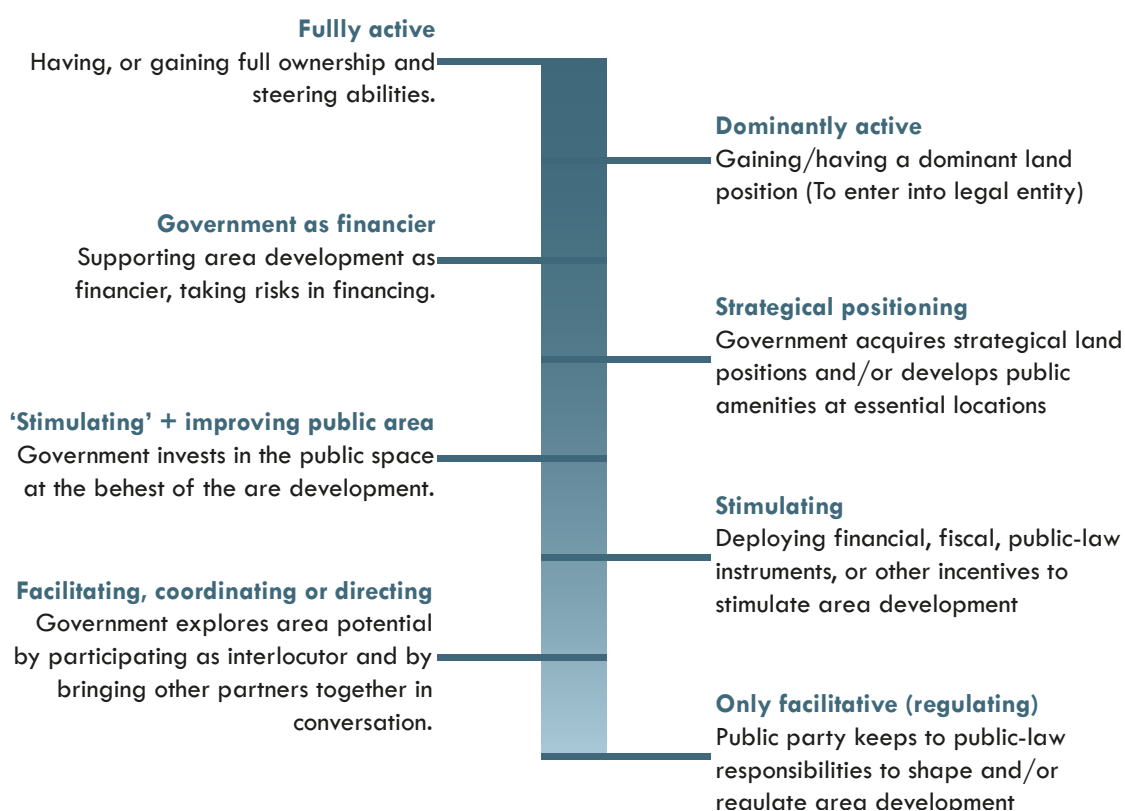 Fullly active
Having, or gaining full ownership and
steering abilities.
Dominantly active
Gaining/having a dominant land
position (To enter into legal entity)
Government as financier
Supporting area development as
financier, taking risks in financing.
Strategical positioning
Government acquires strategical land
positions and/or develops public
amenities at essential locations
‘Stimulating’ + improving public area
Government invests in the public space
at the behest of the are development.
Stimulating
Deploying financial, fiscal, public-law
instruments, or other incentives to
stimulate area development
Facilitating, coordinating or directing
Government explores area potential
by participating as interlocutor and by
bringing other partners together in
conversation.
Only facilitative (regulating)
Public party keeps to public-law
responsibilities to shape and/or
regulate area development